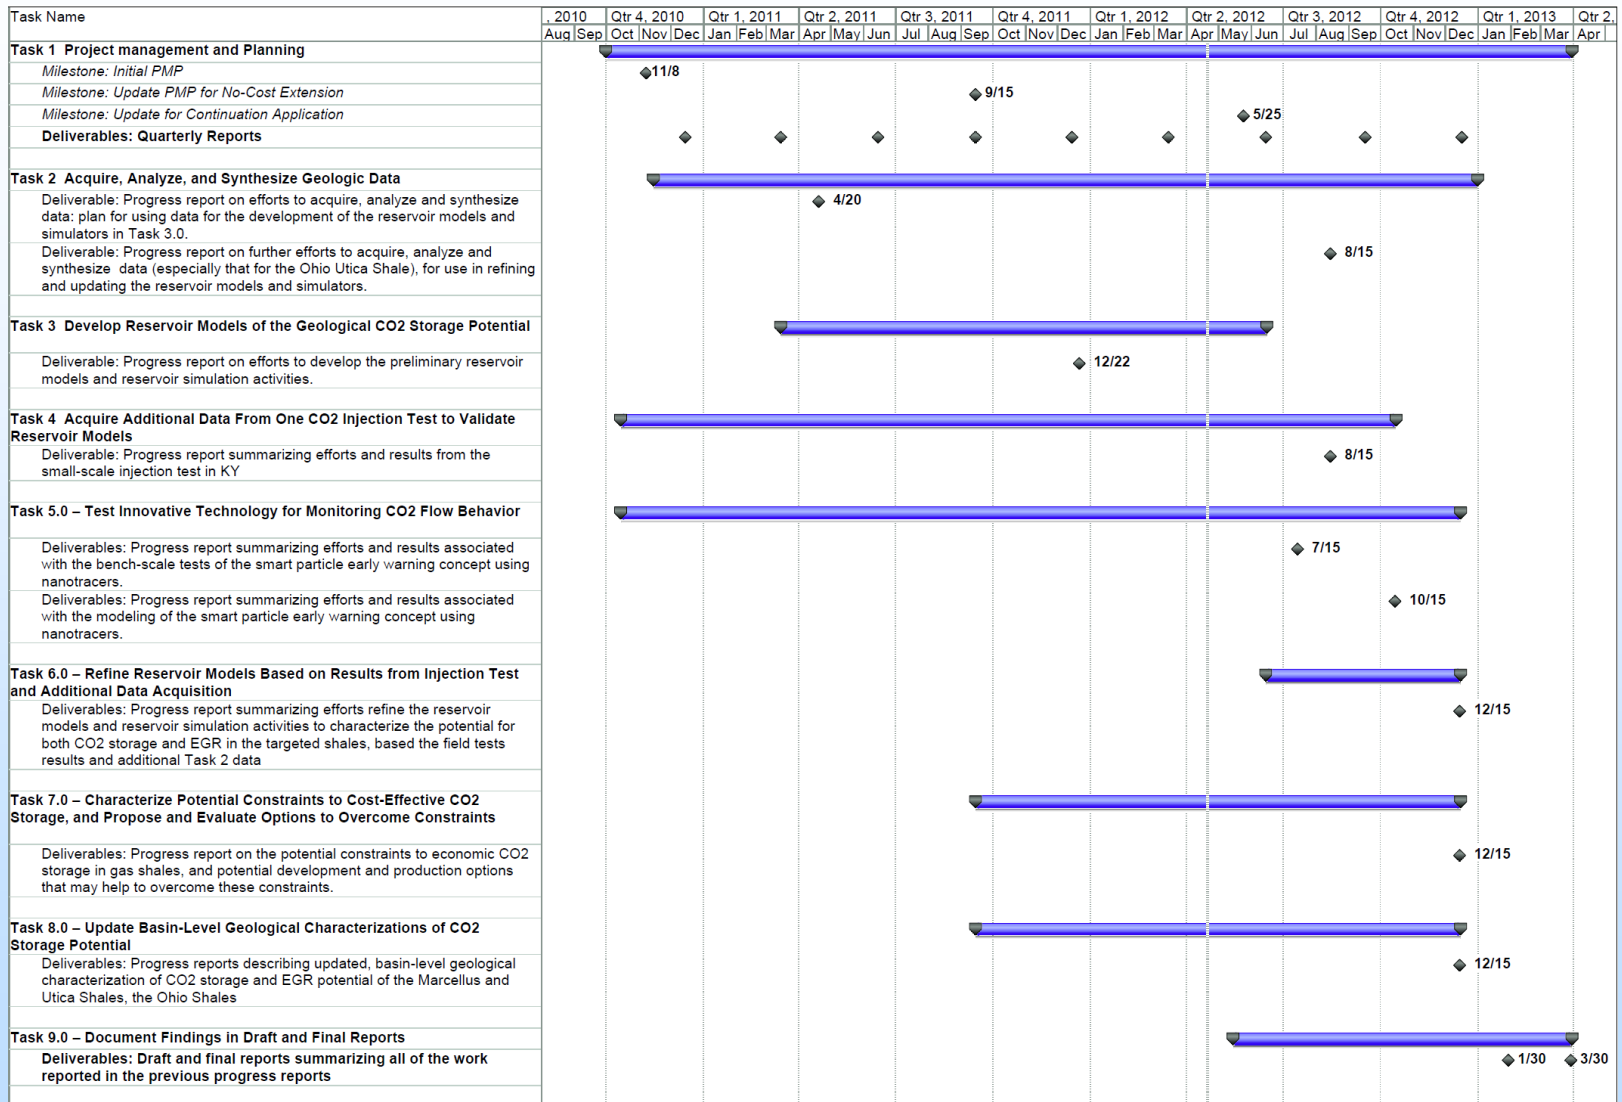 Task Name
, 2010 Qtr 4, 2010 Qtr 1, 2011 Qtr 2, 2011 Qtr 3, 2011 Qtr 4, 2011 Qtr 1, 2012 Qtr 2, 2012 Qtr 3, 2012 Qtr 4, 2012 Qtr 1, 2013 Qtr 2,
Aug Sep Oct Nov Dec Jan Feb Mar Apr May Jun Jul Aug Sep Oct Nov Dec Jan Feb Mar Apr May Jun Jul Aug Sep Oct Nov Dec Jan Feb Mar Apr
Task 1 Project management and Planning
Milestone: Initial PMP 11/8
Milestone: Update PMP for No-Cost Extension 9/15
Milestone: Update for Continuation Application 5/25
Deliverables: Quarterly Reports
Task 2 Acquire, Analyze, and Synthesize Geologic Data
Deliverable: Progress report on efforts to acquire, analyze and synthesize 4/20
data: plan for using data for the development of the reservoir models and
simulators in Task 3.0.
Deliverable: Progress report on further efforts to acquire, analyze and 8/15
synthesize data (especially that for the Ohio Utica Shale), for use in refining
and updating the reservoir models and simulators.
Task 3 Develop Reservoir Models of the Geological CO2 Storage Potential
Deliverable: Progress report on efforts to develop the preliminary reservoir 12/22
models and reservoir simulation activities.
Task 4 Acquire Additional Data From One CO2 Injection Test to Validate
Reservoir Models
Deliverable: Progress report summarizing efforts and results from the 8/15
small-scale injection test in KY
Task 5.0 – Test Innovative Technology for Monitoring CO2 Flow Behavior
Deliverables: Progress report summarizing efforts and results associated 7/15
with the bench-scale tests of the smart particle early warning concept using
nanotracers.
Deliverables: Progress report summarizing efforts and results associated 10/15
with the modeling of the smart particle early warning concept using
nanotracers.
Task 6.0 – Refine Reservoir Models Based on Results from Injection Test
and Additional Data Acquisition
Deliverables: Progress report summarizing efforts refine the reservoir 12/15
models and reservoir simulation activities to characterize the potential for
both CO2 storage and EGR in the targeted shales, based the field tests
results and additional Task 2 data
Task 7.0 – Characterize Potential Constraints to Cost-Effective CO2
Storage, and Propose and Evaluate Options to Overcome Constraints
Deliverables: Progress report on the potential constraints to economic CO2 12/15
storage in gas shales, and potential development and production options
that may help to overcome these constraints.
Task 8.0 – Update Basin-Level Geological Characterizations of CO2
Storage Potential
Deliverables: Progress reports describing updated, basin-level geological 12/15
characterization of CO2 storage and EGR potential of the Marcellus and
Utica Shales, the Ohio Shales
Task 9.0 – Document Findings in Draft and Final Reports
Deliverables: Draft and final reports summarizing all of the work 1/30 3/30
reported in the previous progress reports